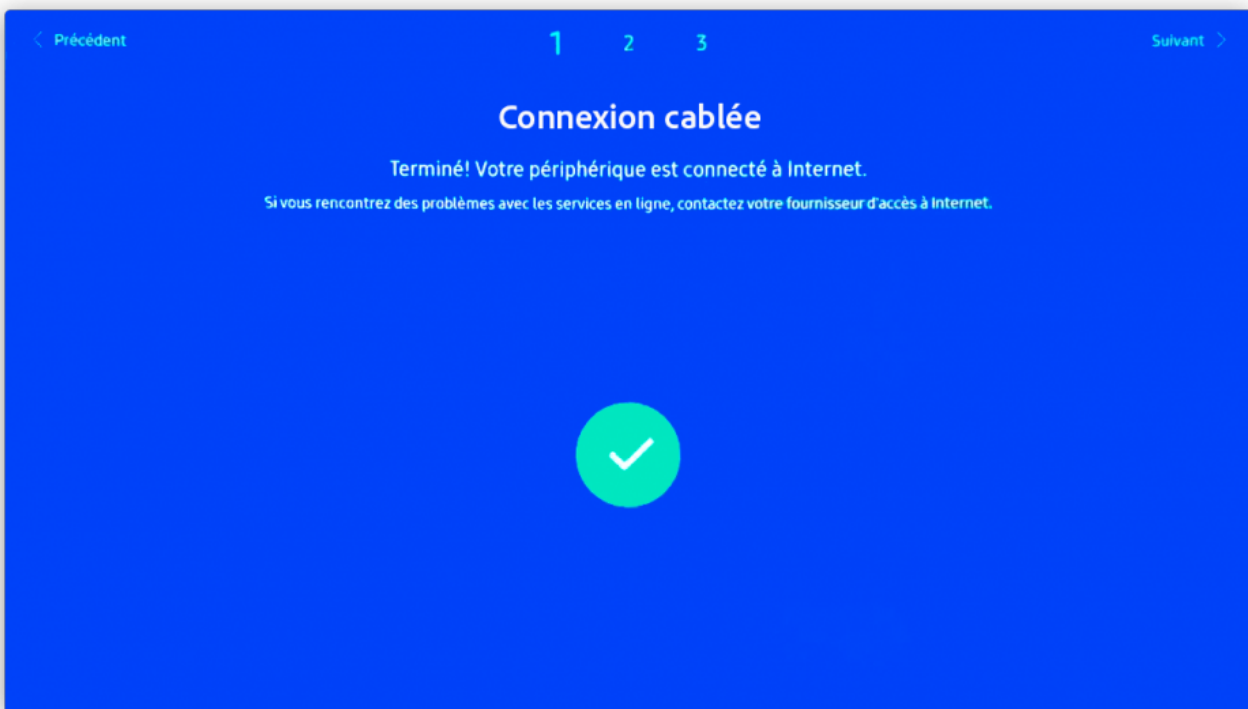 Précédent
1 2 3
Suivant
Connexion cablée
Terminé! Votre périphérique est connecté à Internet.
Si vous rencontrez des problèmes avec les services en ligne, contactez votre fournisseur d'accès à Internet.